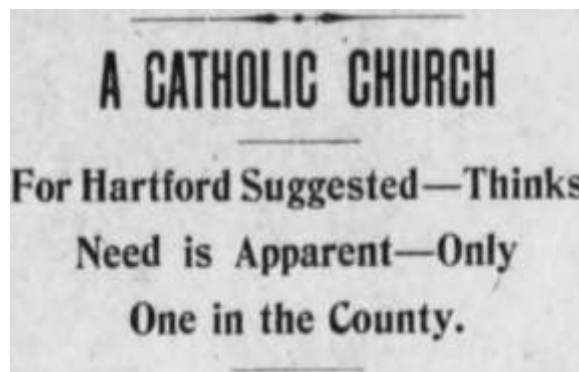 A CATHOLIC CHURCH
For Hartford Suggested—Thinks
Need is Apparent—Only
One in the County.